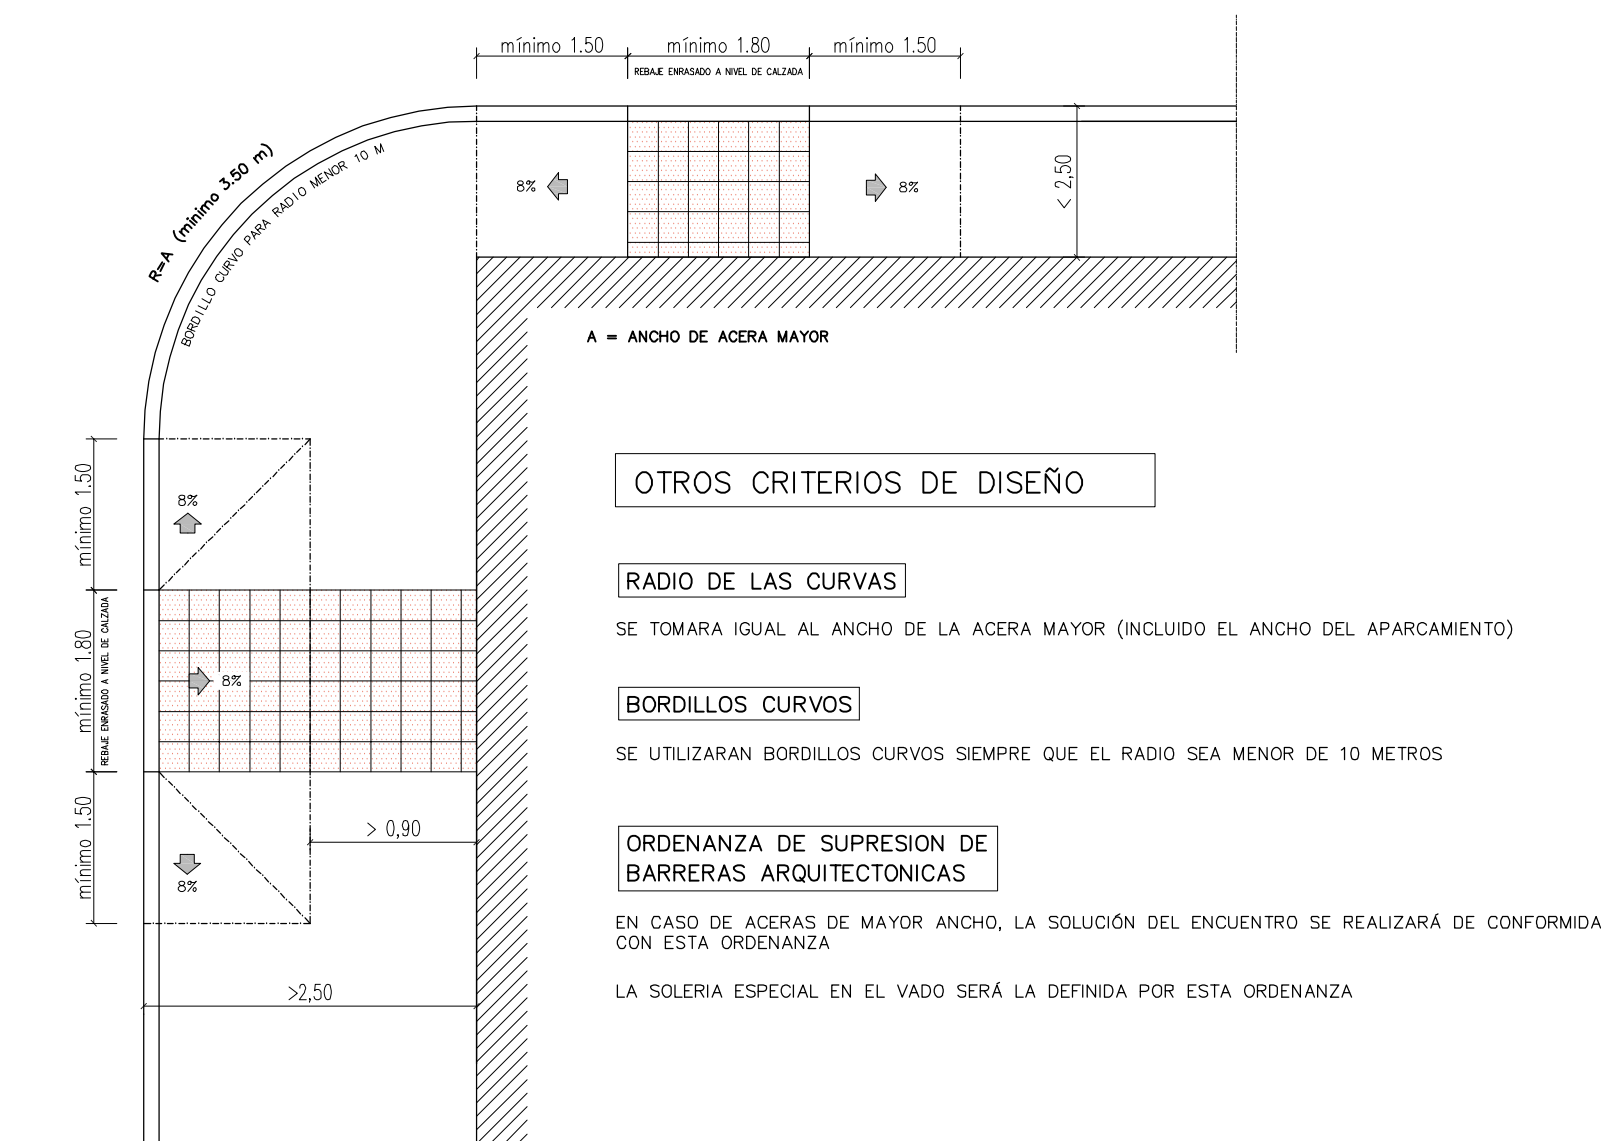 mínimo 1.50
mínimo 1.80
mínimo 1.50
REBAJE ENRASADO A NIVEL DE CALZADA
R=A (minimo 3.50 m)
BORDILLO CURVO PARA RADIO MENOR 10 M
8%
8%
< 2,50
A = ANCHO DE ACERA MAYOR
mínimo 1.50
8%
OTROS CRITERIOS DE DISEÑO
RADIO DE LAS CURVAS
SE TOMARA IGUAL AL ANCHO DE LA ACERA MAYOR (INCLUIDO EL ANCHO DEL APARCAMIENTO)
mínimo 1.80
REBAJE ENRASADO A NIVEL DE CALZADA
8%
BORDILLOS CURVOS
SE UTILIZARAN BORDILLOS CURVOS SIEMPRE QUE EL RADIO SEA MENOR DE 10 METROS
mínimo 1.50
> 0,90
8%
ORDENANZA DE SUPRESION DE
BARRERAS ARQUITECTONICAS
EN CASO DE ACERAS DE MAYOR ANCHO, LA SOLUCIÓN DEL ENCUENTRO SE REALIZARÁ DE CONFORMIDA
CON ESTA ORDENANZA
>2,50
LA SOLERIA ESPECIAL EN EL VADO SERÁ LA DEFINIDA POR ESTA ORDENANZA